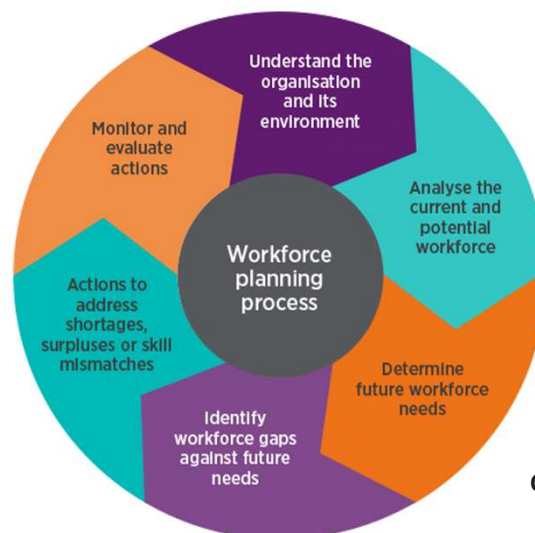 Workforce
planning
process
Understand the
organisation
and its
environment
Analyse the
current and
potential
workforce
Determine
future workforce
needs
Identify
workforce gaps
against future
needs
Actions to
address
shortages,
surpluses or skill
mismatches
Monitor and
evaluate
actions